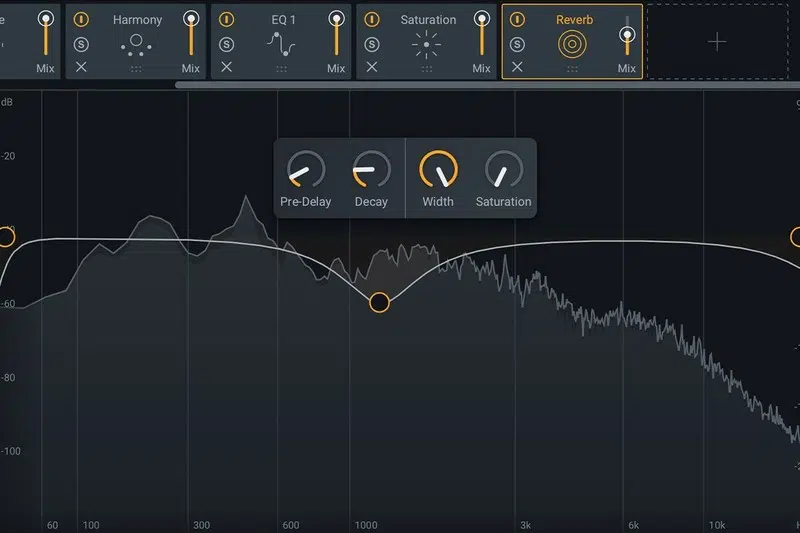 e Harmony EQ 1 Saturation Reverb
S S S S
Mix Mix Mix Mix Mix
dB
-20
Pre-Delay Decay Width Saturation
-60
-80
-100
60 100 300 600 1000 3k 6k 10k H